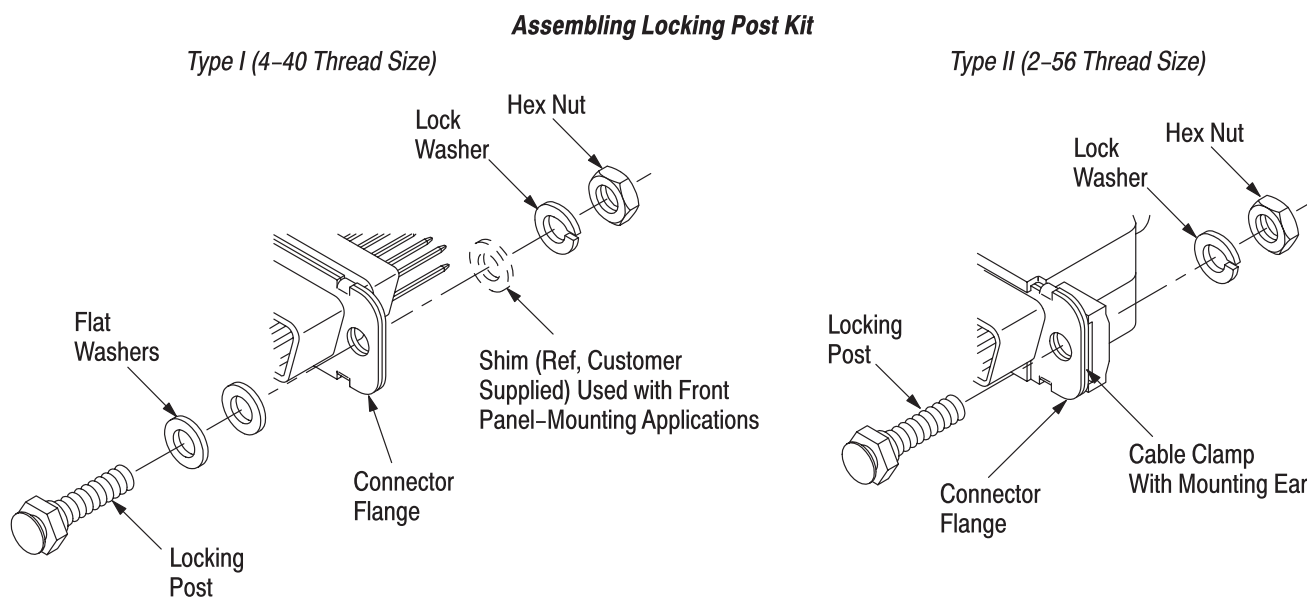 Assembling Locking Post Kit
Type I (4–40 Thread Size)
Hex Nut
Lock
Washer
Flat
Washers
Shim (Ref, Customer
Supplied) Used with Front
Panel–Mounting Applications
Connector
Flange
Locking
Post
Type II (2–56 Thread Size)
Hex Nut
Lock
Washer
Locking
Post
Cable Clamp
With Mounting Ear
Connector
Flange